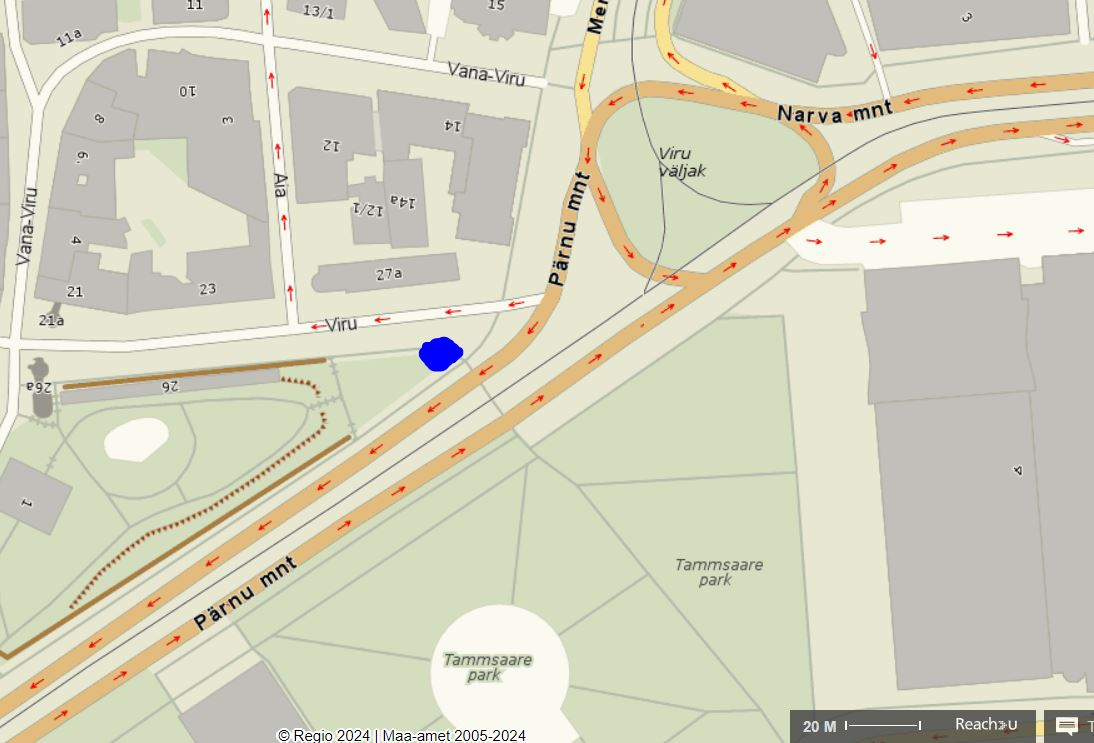 11
13/1
15
3
11a
Mer
Vana-Viru
10
8
3
14
12
Narva mnt
6
Viru
väljak
Aia
14a
12/1
Vana-Viru
4
Pärnu mnt
27a
21
23
21a
Viru
26a
26
1
4
Tammsaare
park
Pärnu mnt
Tammsaare
park
20 M
Reach-U
T
© Regio 2024 | Maa-amet 2005-2024